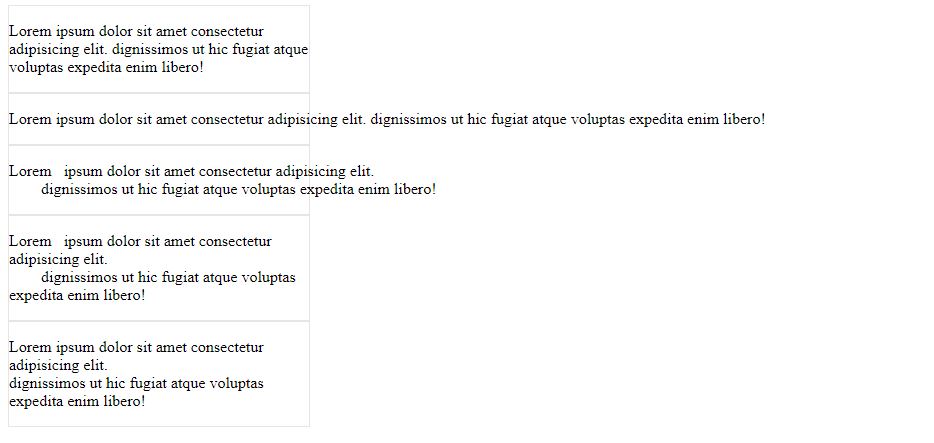 Lorem ipsum dolor sit amet consectetur
adipisicing elit. dignissimos ut hic fugiat atque
voluptas expedita enim libero!
Lorem ipsum dolor sit amet consectetur adipisicing elit. dignissimos ut hic fugiat atque voluptas expedita enim libero!
Lorem   ipsum dolor sit amet consectetur adipisicing elit.
        dignissimos ut hic fugiat atque voluptas expedita enim libero!
Lorem   ipsum dolor sit amet consectetur
adipisicing elit.
        dignissimos ut hic fugiat atque voluptas
expedita enim libero!
Lorem ipsum dolor sit amet consectetur
adipisicing elit.
dignissimos ut hic fugiat atque voluptas
expedita enim libero!